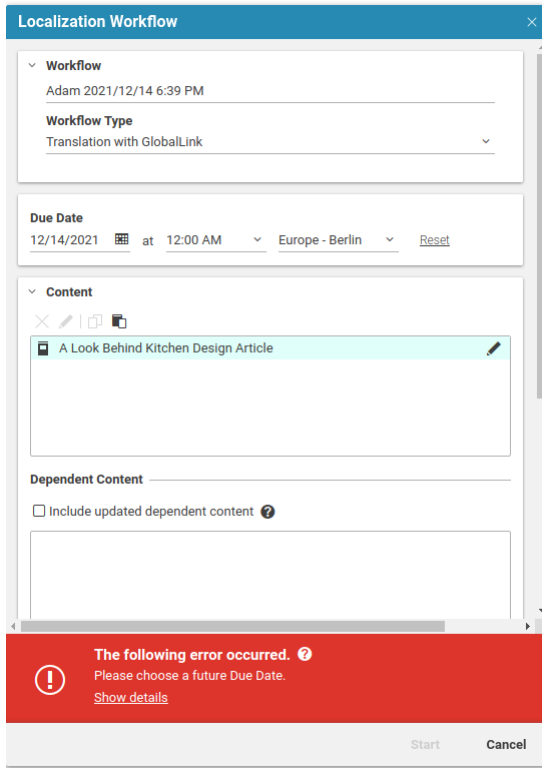 Localization Workflow
Workflow
Adam 2021/12/14 6:39 PM
Workflow Type
Translation with GlobalLink
Due Date
12/14/2021 at 12:00 AM Europe - Berlin Reset
Content
A Look Behind Kitchen Design Article
Dependent Content
Include updated dependent content
The following error occurred.
Please choose a future Due Date.
Show details
Start Cancel